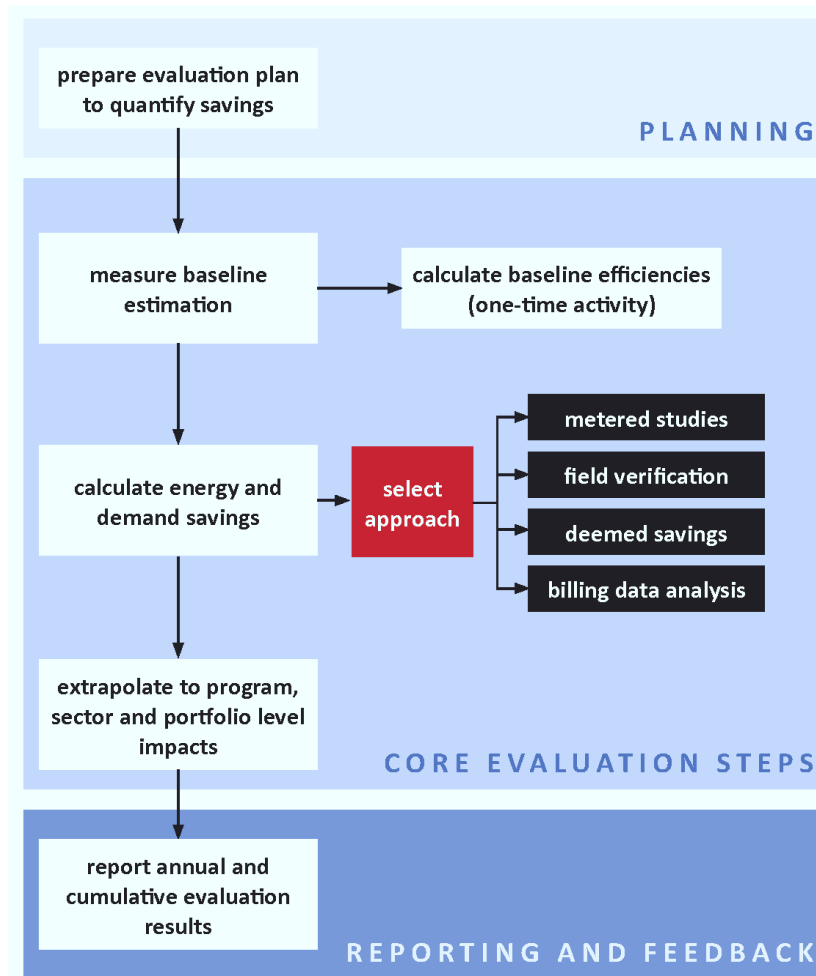 prepare evaluation plan
to quantify savings
PLANNING
measure baseline
estimation
calculate baseline efficiencies
(one-time activity)
calculate energy and
demand savings
select
approach
metered studies
field verification
deemed savings
billing data analysis
extrapolate to program,
sector and portfolio level
impacts
CORE EVALUATION STEPS
report annual and
cumulative evaluation
results
REPORTING AND FEEDBACK